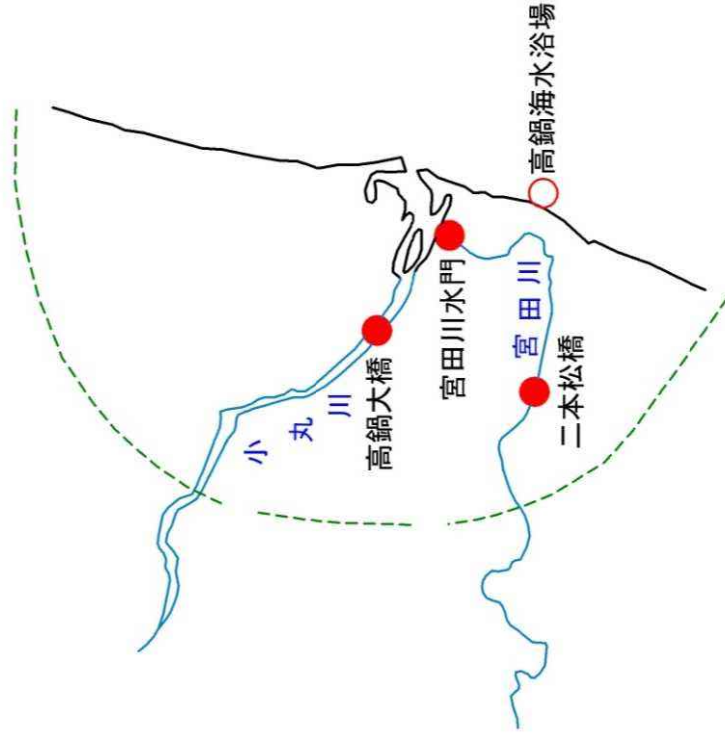 高鍋海水浴場
宮田川水門
高鍋大橋
小丸川
宮田川
二本松橋